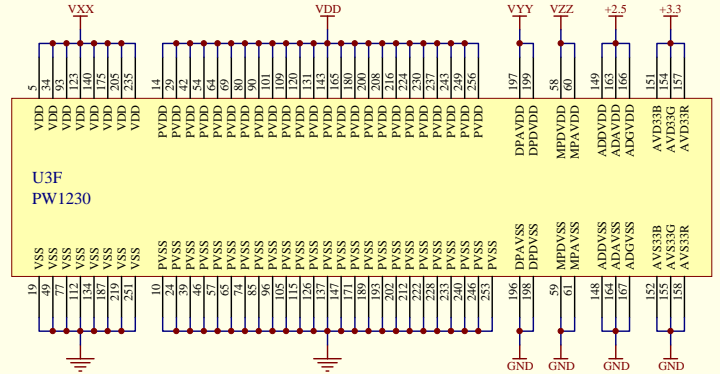 VXX VDD VYY VZZ +2.5 +3.3
5 34 93 123 140 175 205 235 14 29 42 54 64 69 80 90 101 109 120 131 143 165 180 200 208 216 224 230 237 243 249 256 197 199 58 60 149 163 166 151 154 157
VDD VDD VDD VDD VDD VDD VDD VDD PVDD PVDD PVDD PVDD PVDD PVDD PVDD PVDD PVDD PVDD PVDD PVDD PVDD PVDD PVDD PVDD PVDD PVDD PVDD PVDD PVDD PVDD PVDD PVDD DPAVDD DPDVDD MPDVDD MPAVDD ADDVDD ADAVDD ADGVDD AVD33B AVD33G AVD33R
U3F
PW1230
VSS VSS VSS VSS VSS VSS VSS VSS PVSS PVSS PVSS PVSS PVSS PVSS PVSS PVSS PVSS PVSS PVSS PVSS PVSS PVSS PVSS PVSS PVSS PVSS PVSS PVSS PVSS PVSS PVSS PVSS PVSS DPAVSS DPDVSS MPDVSS MPAVSS ADDVSS ADAVSS ADGVSS AVS33B AVS33G AVS33R
19 49 77 112 134 187 219 251 10 24 39 46 57 65 74 85 96 105 115 126 137 147 171 189 193 202 212 222 228 233 240 246 253 196 198 59 61 148 164 167 152 155 158
GND GND GND GND